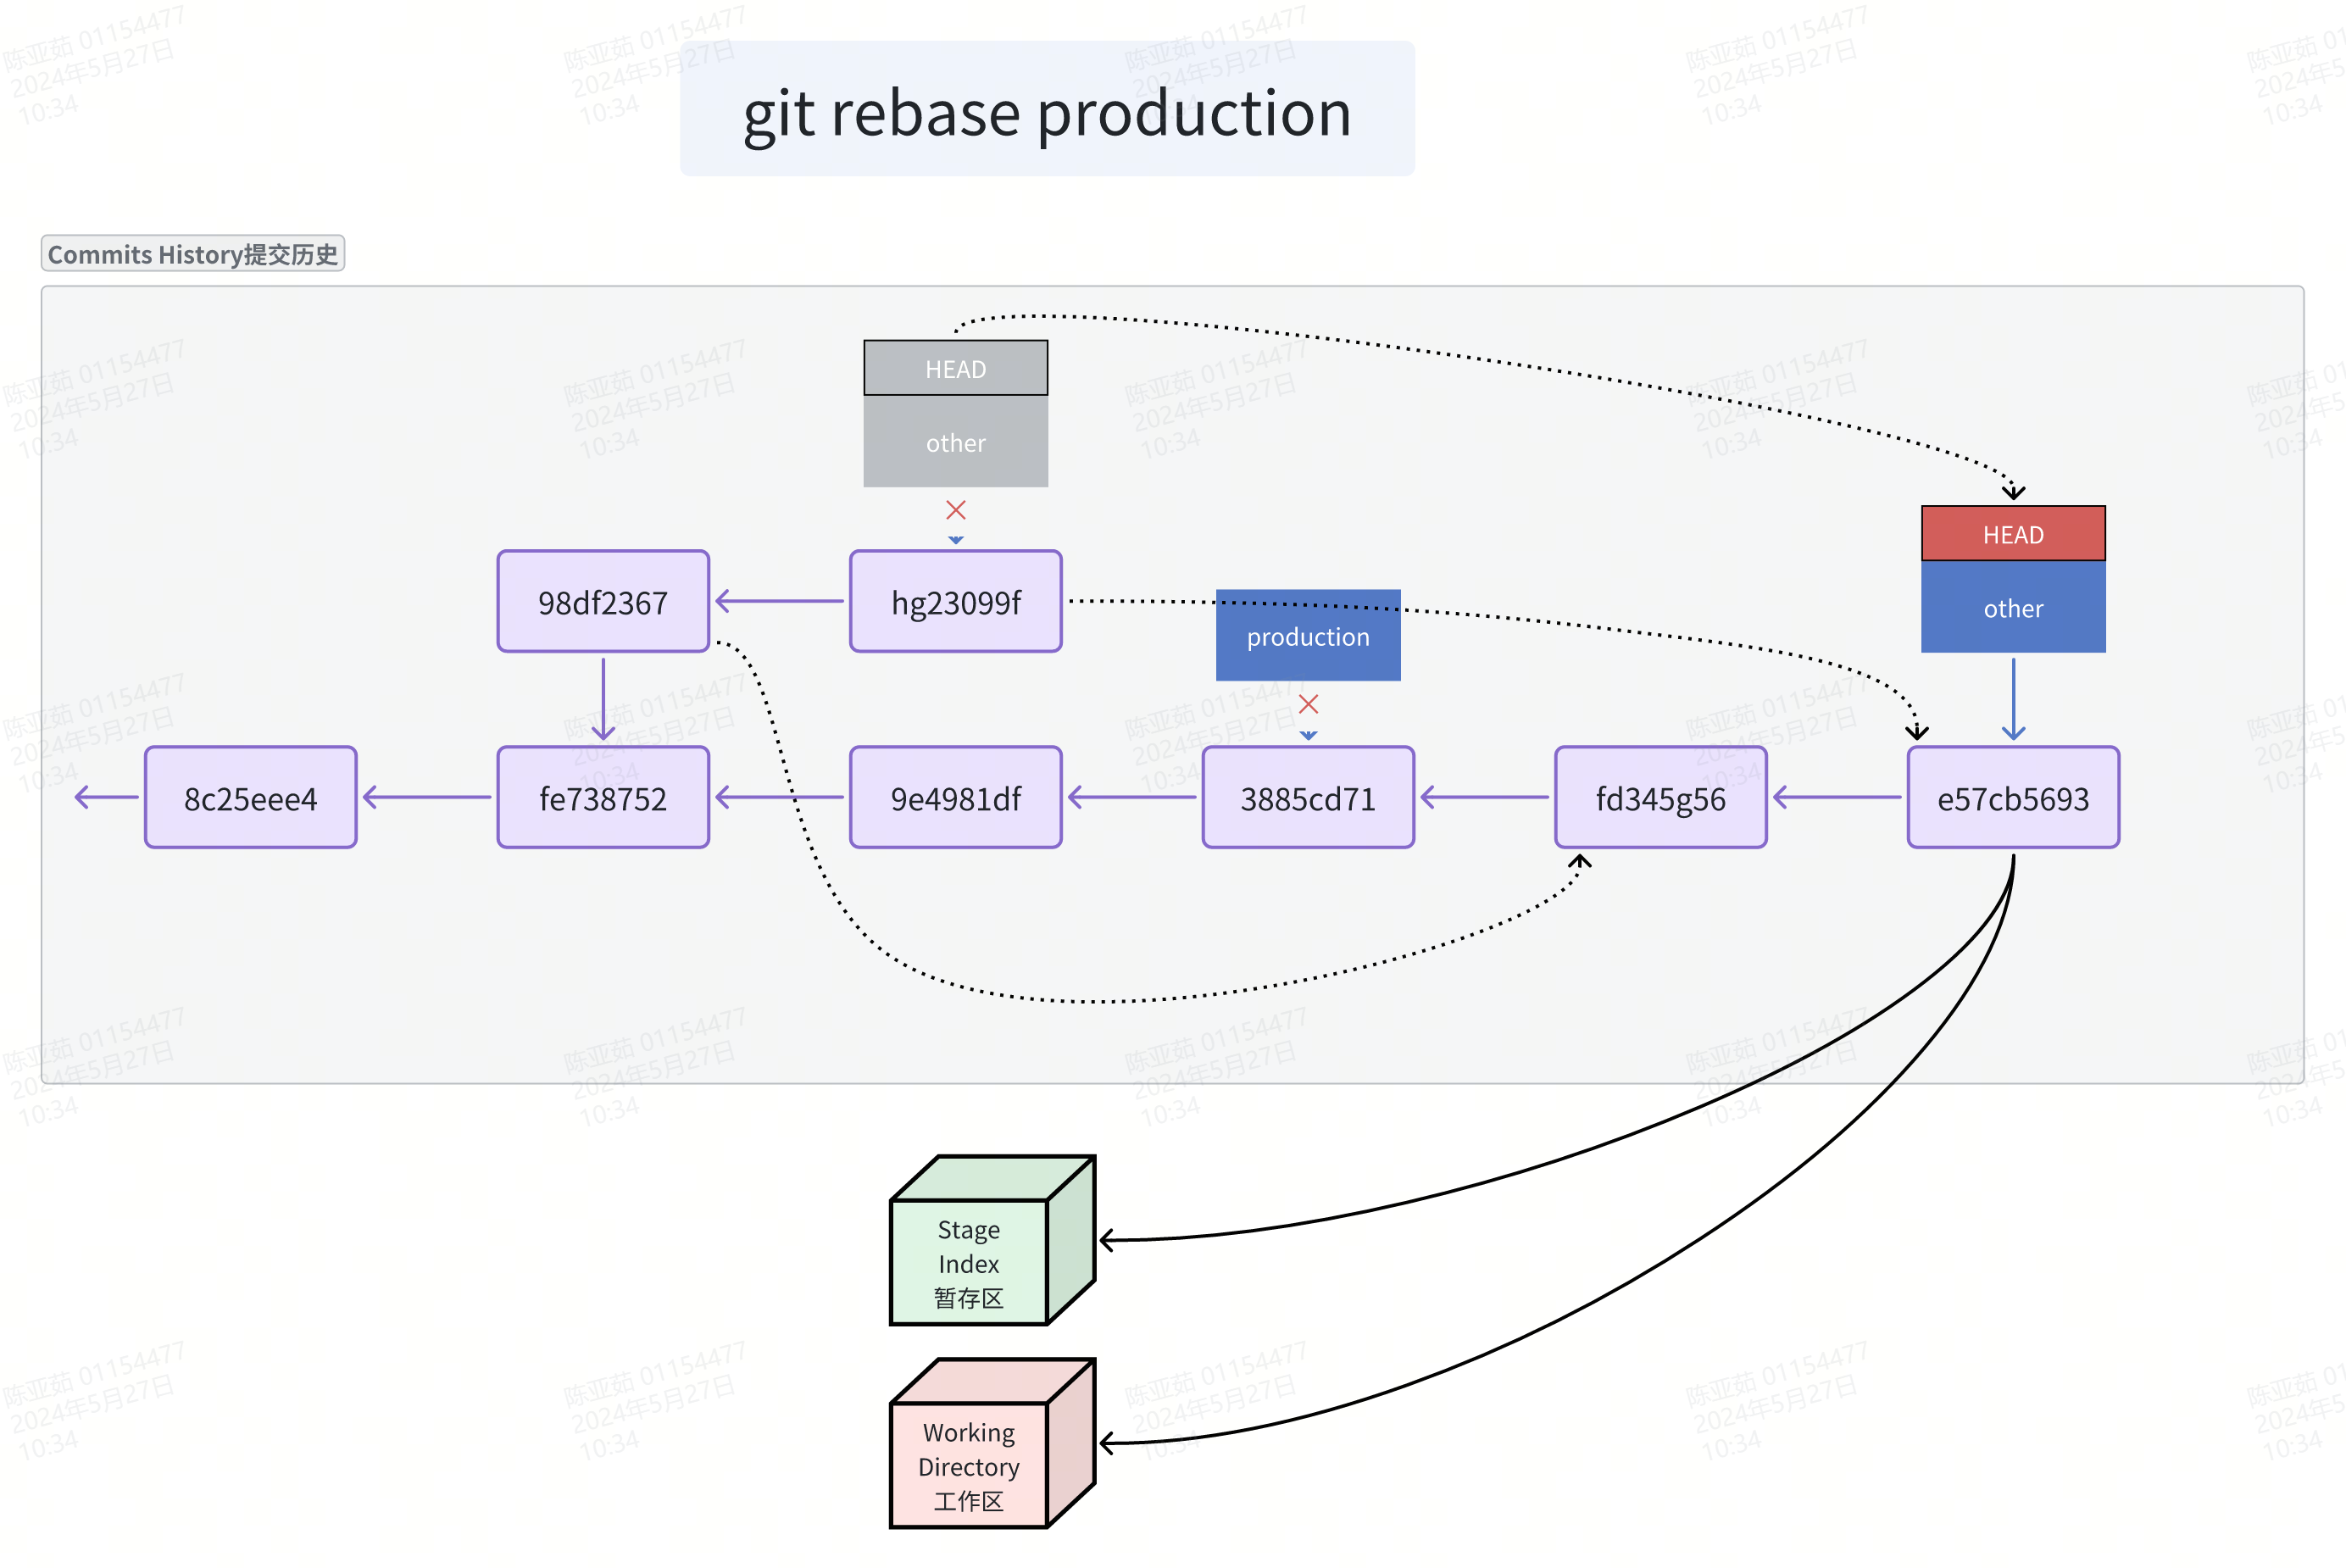 git rebase production
Commits History提交历史
HEAD
other
HEAD
other
98df2367
hg23099f
production
8c25eee4
fe738752
9e4981df
3885cd71
fd345g56
e57cb5693
Stage
Index
暂存区
Working
Directory
工作区
陈亚茹 01154477
2024年5月27日
10:34